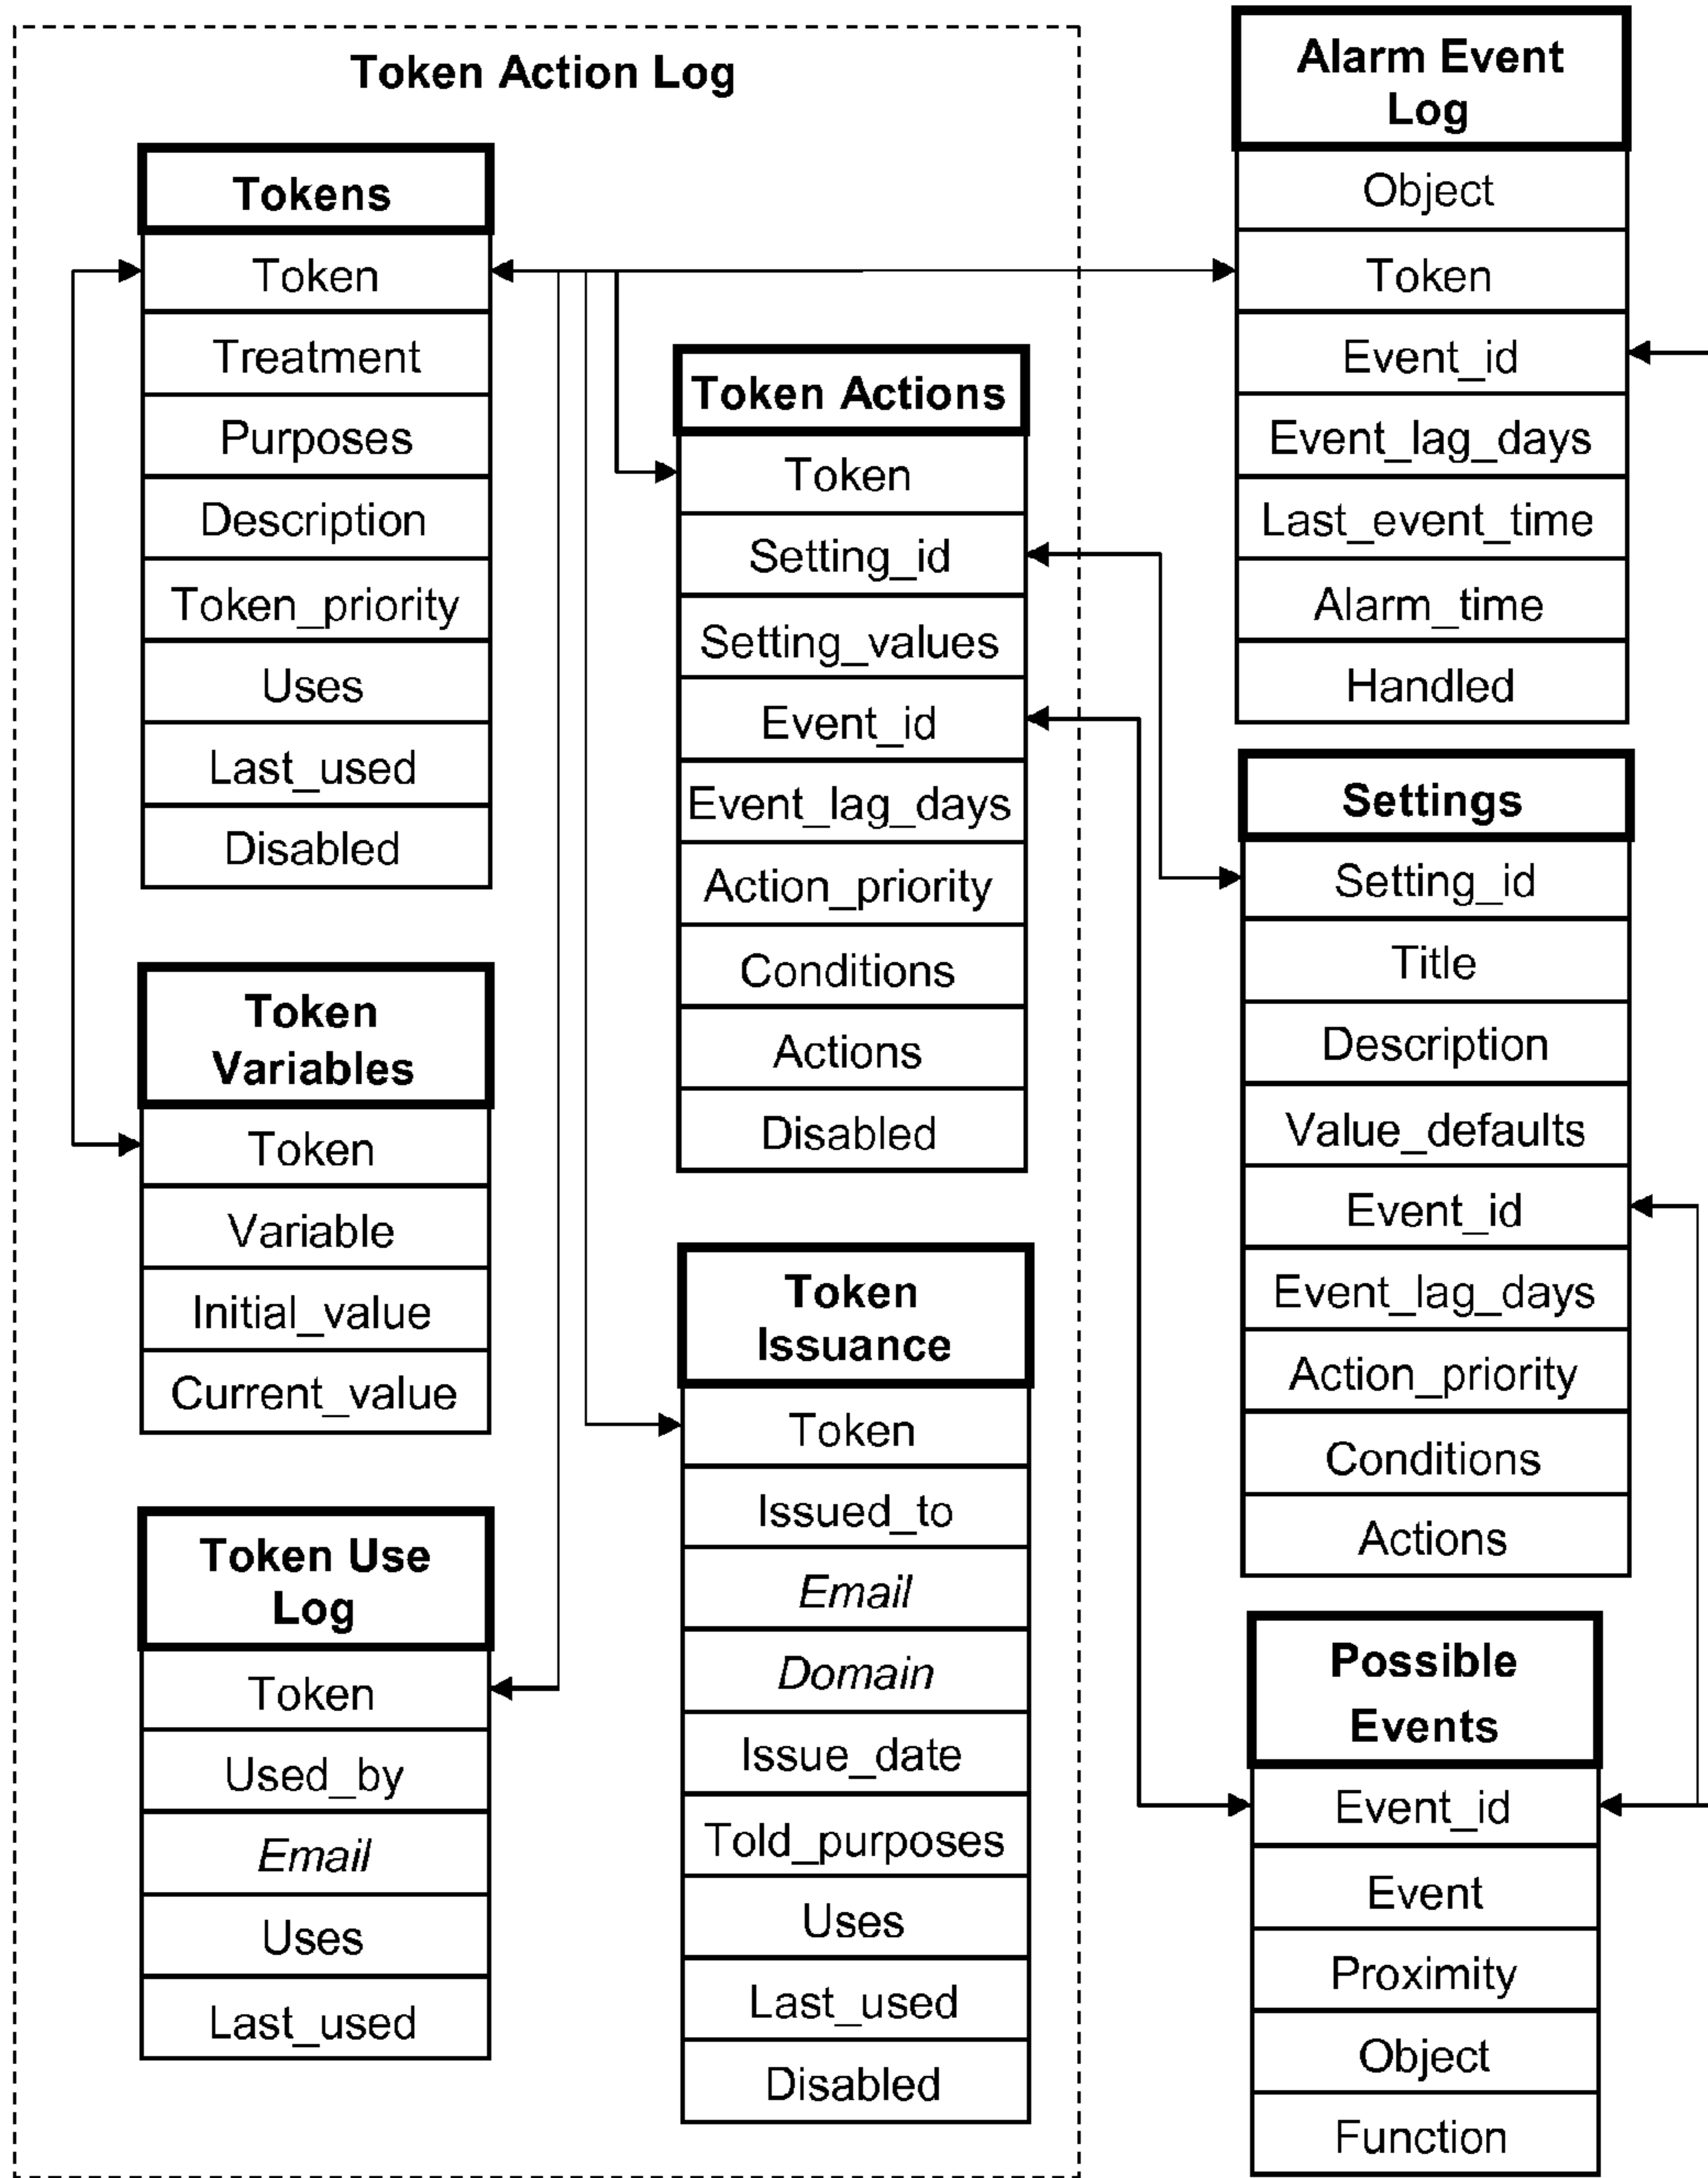 Token Action Log
Tokens
Token
Treatment
Purposes
Description
Token_priority
Uses
Last_used
Disabled
Token
Variables
Token
Variable
Initial_value
Current_value
Token Use
Log
Token
Used_by
Email
Uses
Last_used
Token Actions
Token
Setting_id
Setting_values
Event_id
Event_lag_days
Action_priority
Conditions
Actions
Disabled
Token
Issuance
Token
Issued_to
Email
Domain
Issue_date
Told_purposes
Uses
Last_used
Disabled
Alarm Event
Log
Object
Token
Event_id
Event_lag_days
Last_event_time
Alarm_time
Handled
Settings
Setting_id
Title
Description
Value_defaults
Event_id
Event_lag_days
Action_priority
Conditions
Actions
Possible
Events
Event_id
Event
Proximity
Object
Function